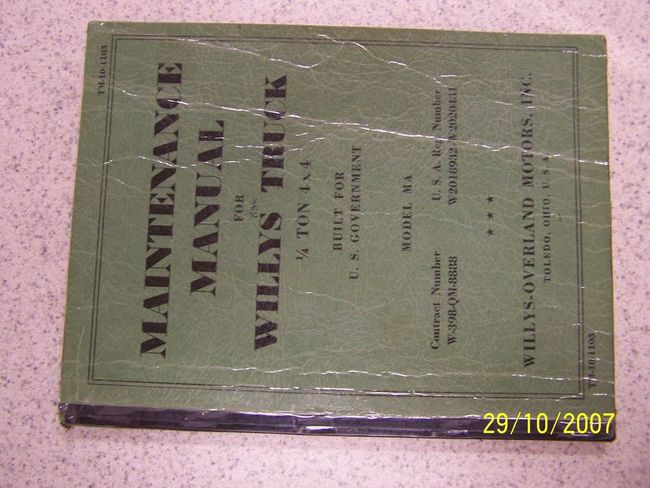 TM-10-1103
MAINTENANCE
MANUAL
FOR
WILLYS TRUCK
¼ TON 4 x 4
BUILT FOR
U. S. GOVERNMENT
MODEL MA
Contract Number
W-398-QM-8888
U. S. A. Reg. Number
W2018932-W2020431
★ ★ ★
WILLYS-OVERLAND MOTORS, INC.
TOLEDO, OHIO, U. S. A.
TM-10-1103
29/10/2007